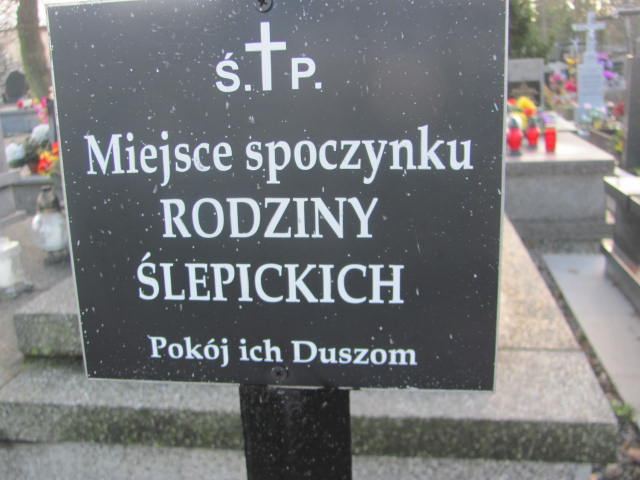 Ś. P.
Miejsce spoczynku
RODZINY
ŚLEPICKICH
Pokój ich Duszom